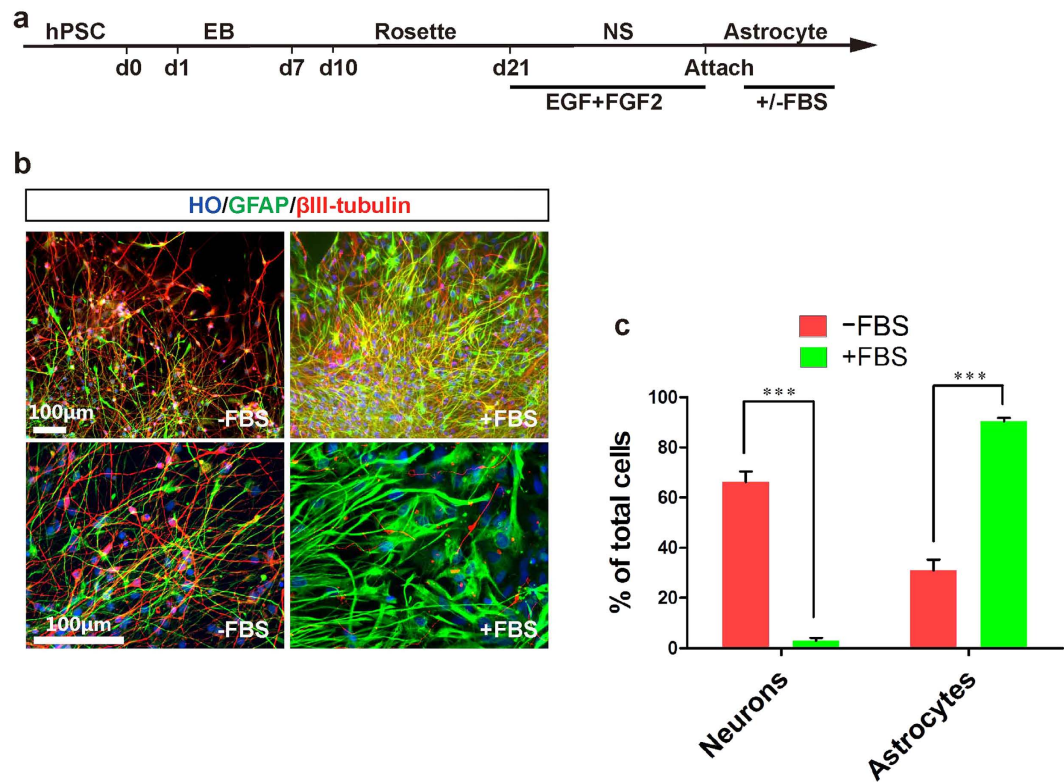 a
hPSC EB Rosette NS Astrocyte
d0 d1 d7 d10 d21 Attach
EGF+FGF2 +/-FBS
b
HO/GFAP/βIII-tubulin
100μm -FBS +FBS
100μm -FBS +FBS
c
−FBS
+FBS
*** ***
% of total cells
100
80
60
40
20
0
Neurons Astrocytes